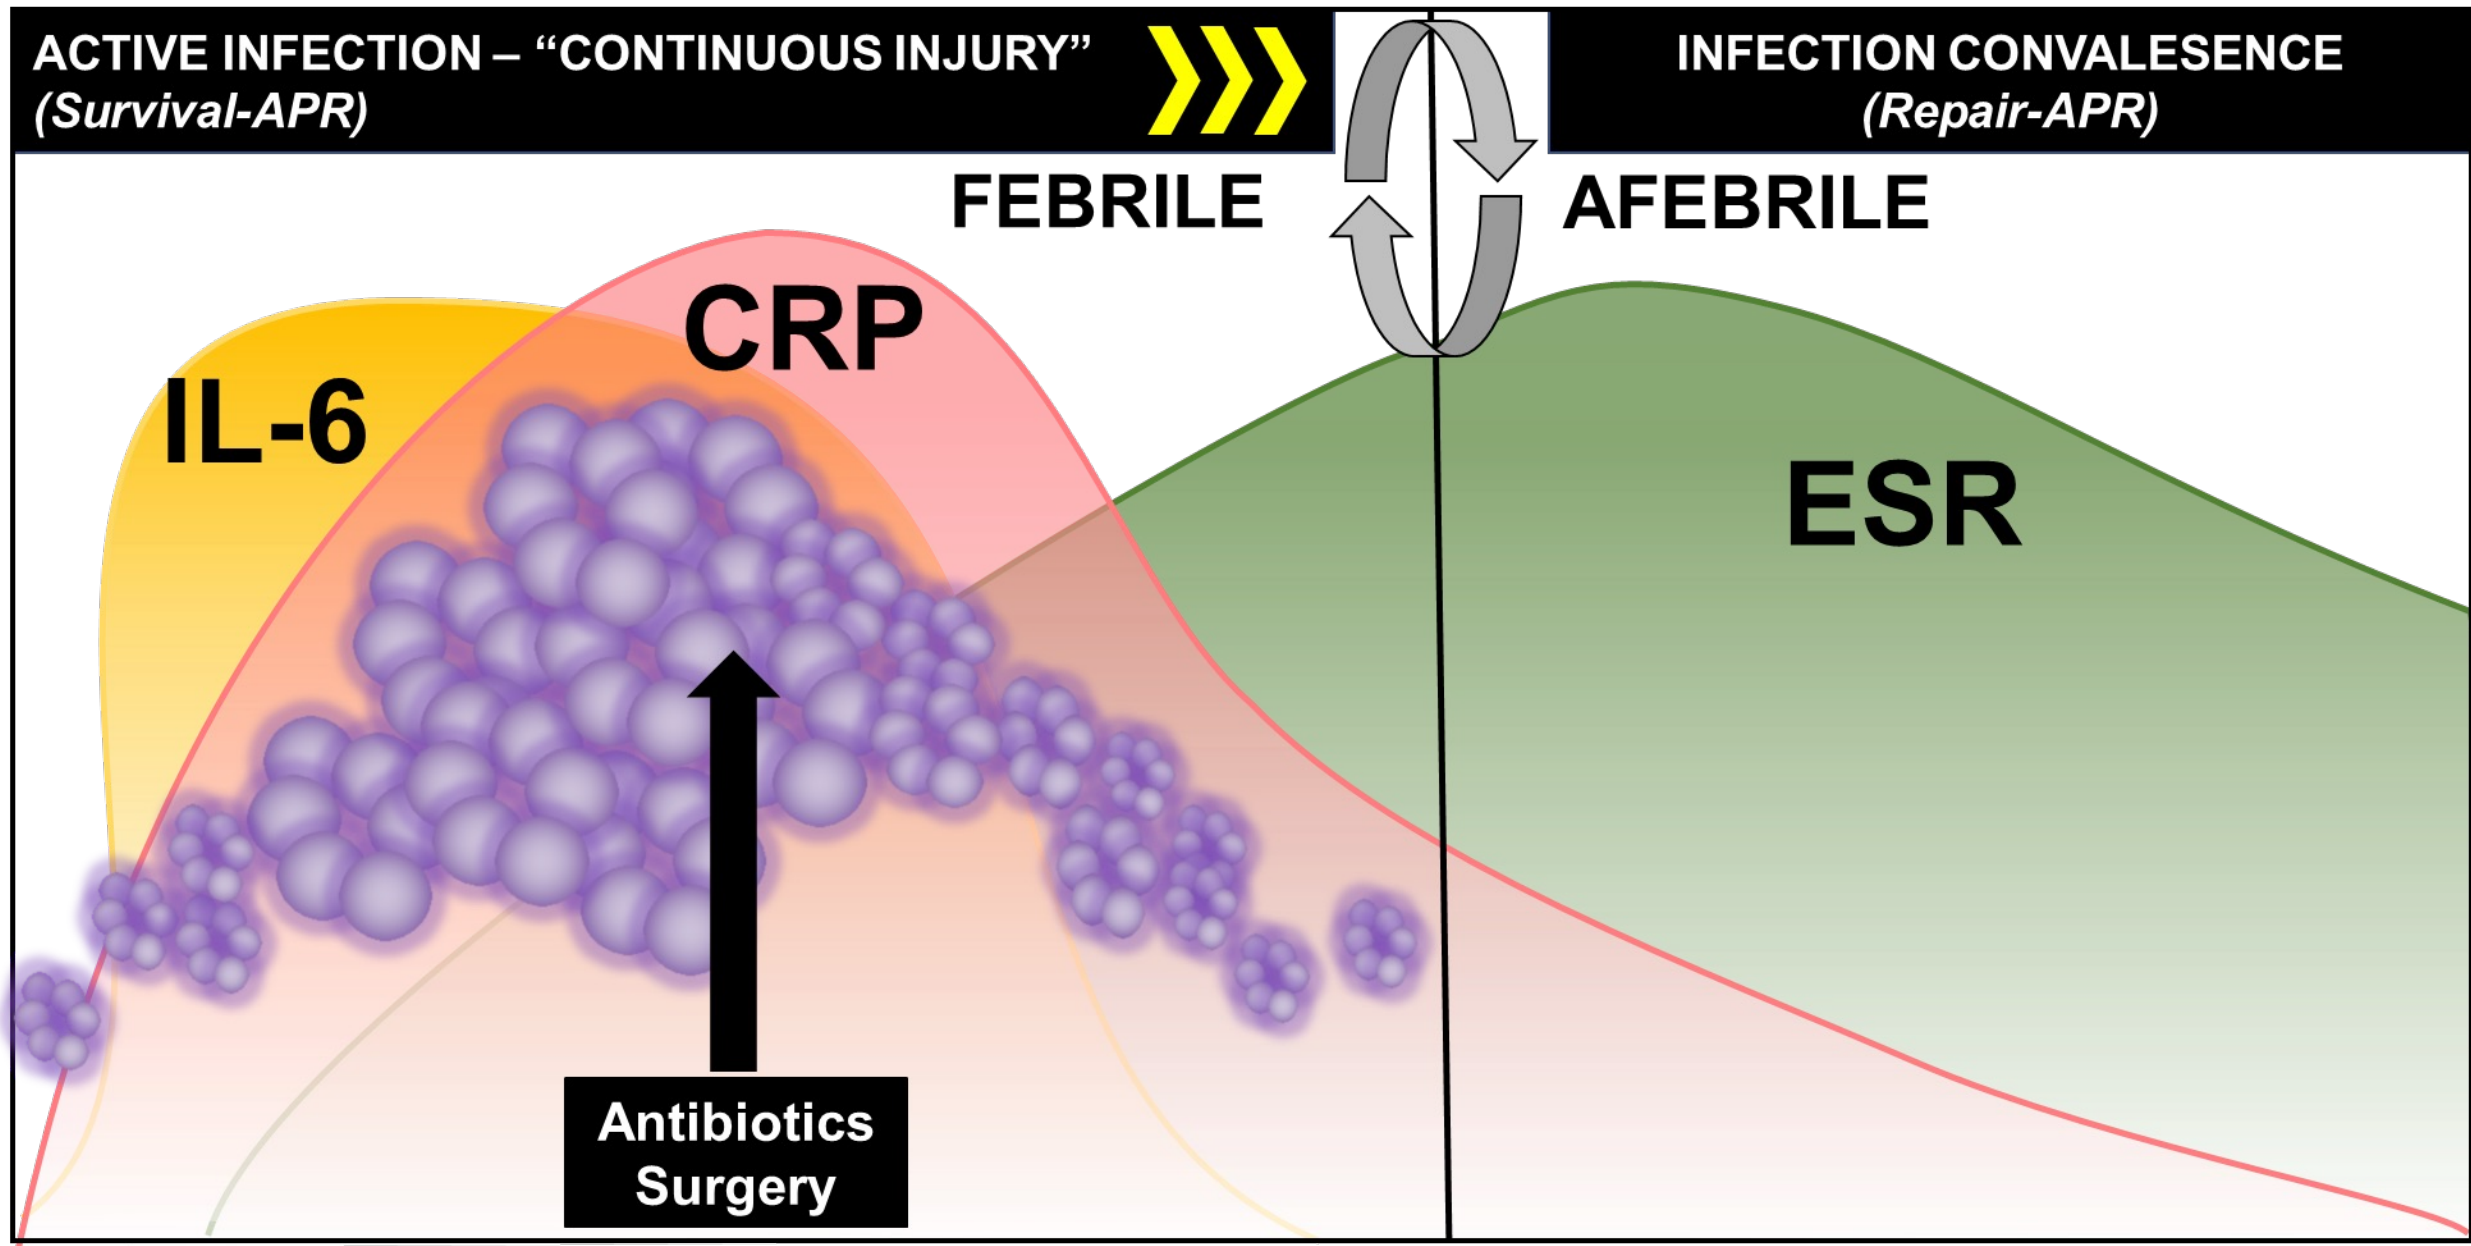 ACTIVE INFECTION – “CONTINUOUS INJURY”
(Survival-APR)
INFECTION CONVALESENCE
(Repair-APR)
FEBRILE
AFEBRILE
IL-6
CRP
ESR
Antibiotics
Surgery